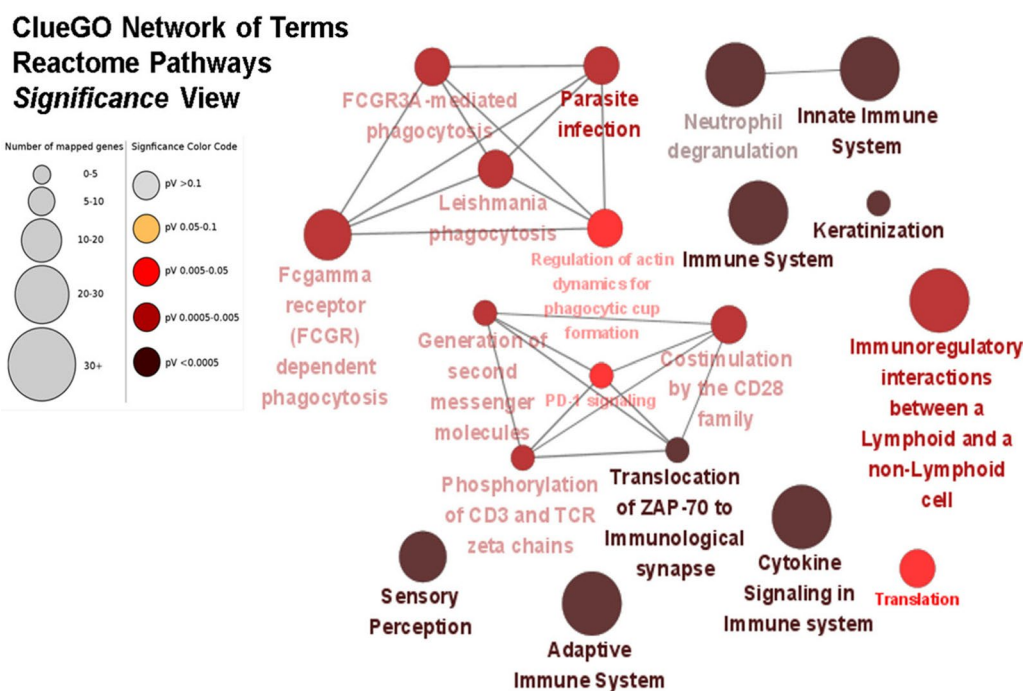 ClueGO Network of Terms
Reactome Pathways
Significance View
Number of mapped genes
0-5
5-10
10-20
20-30
30+
Signficance Color Code
pV >0.1
pV 0.05-0.1
pV 0.005-0.05
pV 0.0005-0.005
pV <0.0005
FCGR3A-mediated
phagocytosis
Parasite
infection
Leishmania
phagocytosis
Fcgamma
receptor
(FCGR)
dependent
phagocytosis
Regulation of actin
dynamics for
phagocytic cup
formation
Neutrophil
degranulation
Innate Immune
System
Immune System
Keratinization
Generation of
second
messenger
molecules
Costimulation
by the CD28
family
PD-1 signaling
Phosphorylation
of CD3 and TCR
zeta chains
Translocation
of ZAP-70 to
Immunological
synapse
Immunoregulatory
interactions
between a
Lymphoid and a
non-Lymphoid
cell
Sensory
Perception
Adaptive
Immune System
Cytokine
Signaling in
Immune system
Translation